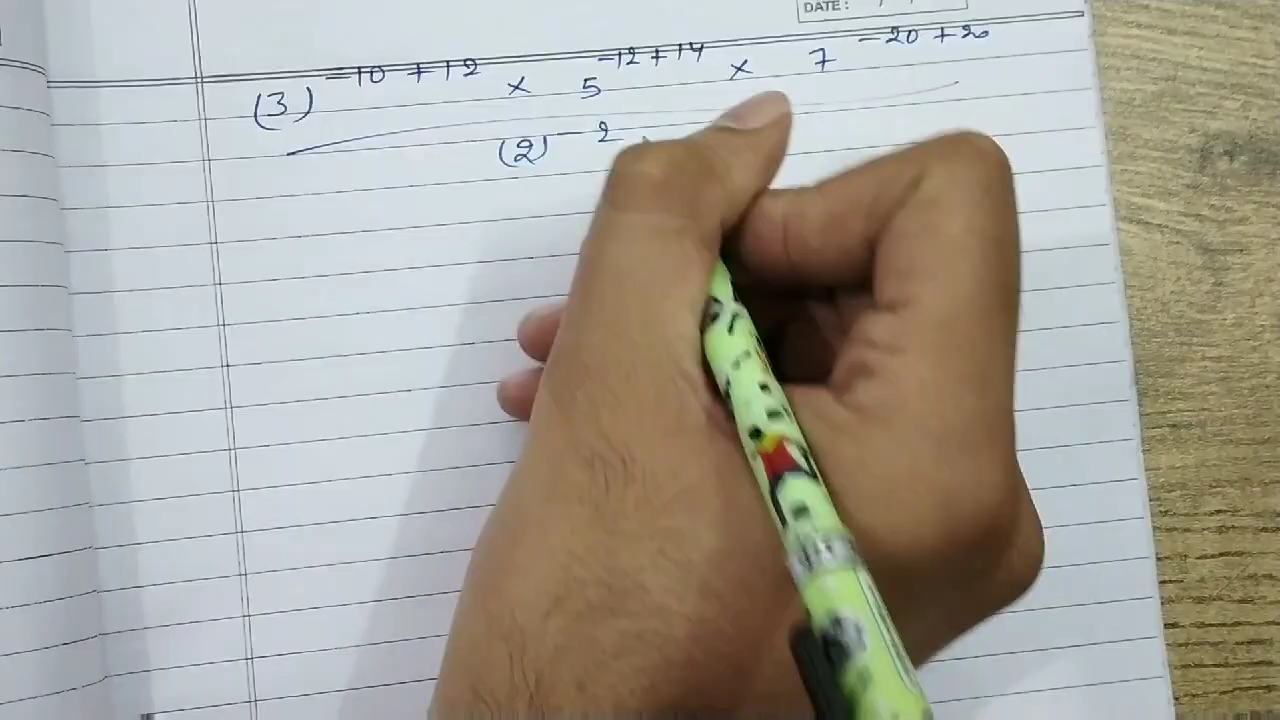 DATE :
(3)^-10+12 × 5^-12+14 × 7^-20+20
(2)^-2